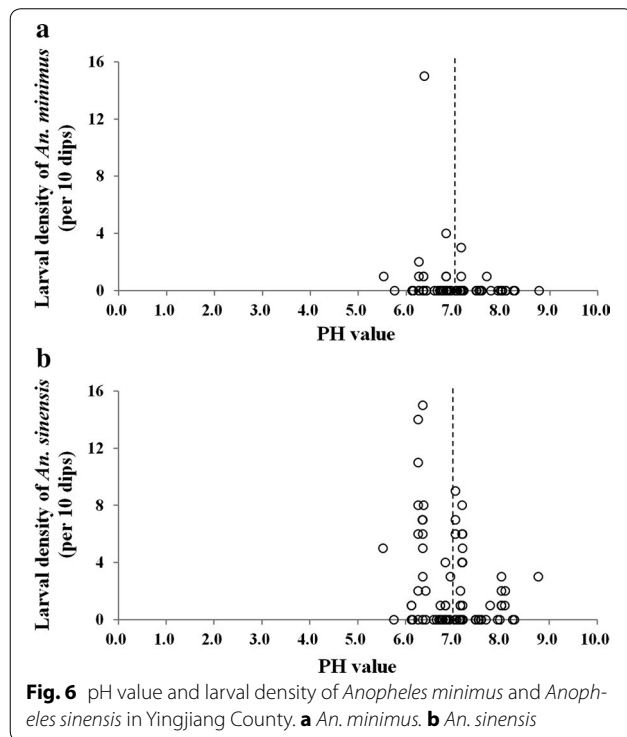 a
Larval density of An. minimus
(per 10 dips)
16
12
8
4
0
0.0 1.0 2.0 3.0 4.0 5.0 6.0 7.0 8.0 9.0 10.0
PH value
b
Larval density of An. sinensis
(per 10 dips)
16
12
8
4
0
0.0 1.0 2.0 3.0 4.0 5.0 6.0 7.0 8.0 9.0 10.0
PH value
Fig. 6 pH value and larval density of Anopheles minimus and Anoph-
eles sinensis in Yingjiang County. a An. minimus. b An. sinensis